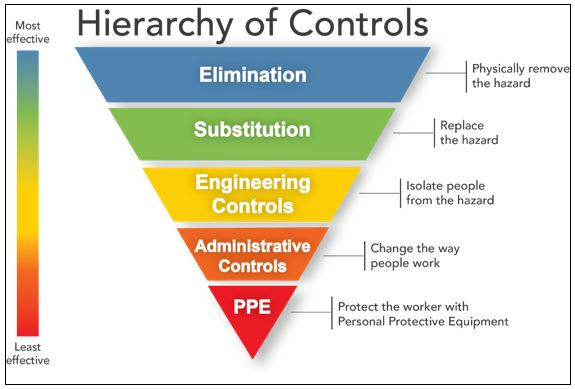 Hierarchy of Controls
Most
effective
Elimination
Physically remove
the hazard
Substitution
Replace
the hazard
Engineering
Controls
Isolate people
from the hazard
Administrative
Controls
Change the way
people work
PPE
Protect the worker with
Personal Protective Equipment
Least
effective